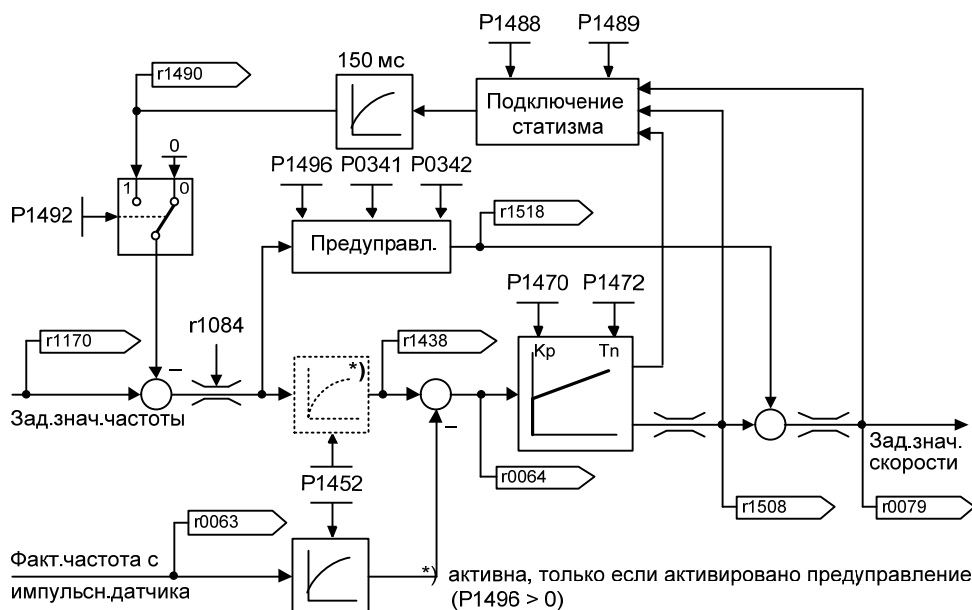 P1488
P1489
150 мс
r1490
Подключение
статизма
0
P1496
P0341
P0342
1
0
P1492
r1518
Предуправл.
P1470
P1472
r1170
r1084
r1438
Kp
Tn
*)
–
Зад.знач.частоты
–
Зад.знач.
скорости
P1452
r0064
r0063
r1508
r0079
Факт.частота с
импульсн.датчика
*) активна, только если активировано предуправление
(P1496 > 0)